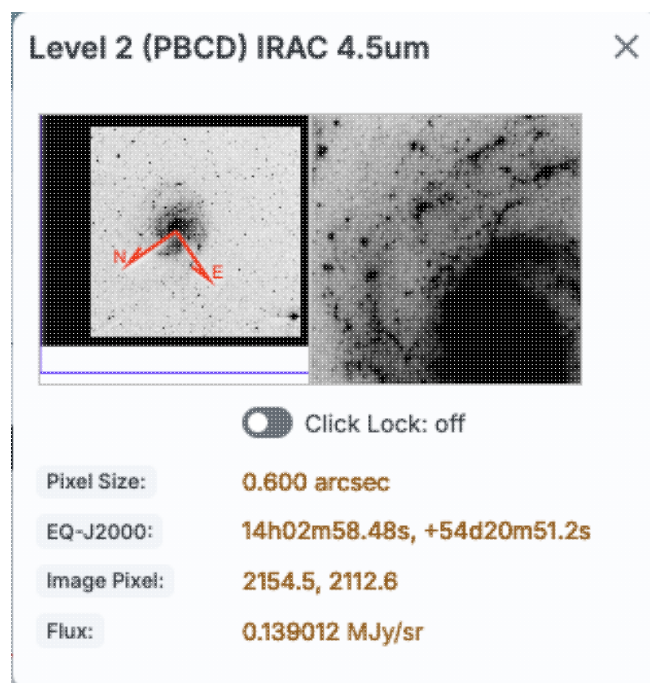 Level 2 (PBCD) IRAC 4.5um
N
E
Click Lock: off
Pixel Size: 0.600 arcsec
EQ-J2000: 14h02m58.48s, +54d20m51.2s
Image Pixel: 2154.5, 2112.6
Flux: 0.139012 MJy/sr